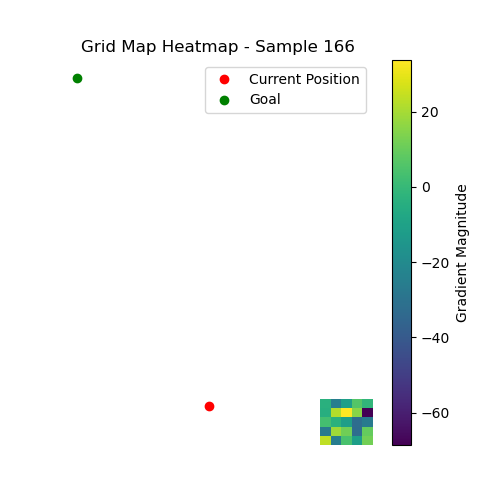 Grid Map Heatmap - Sample 166
Current Position
Goal
20
0
−20
−40
−60
Gradient Magnitude